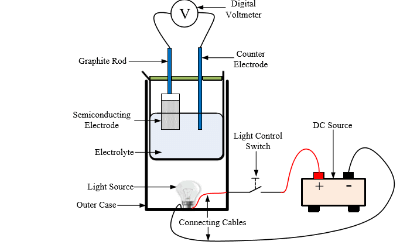 Digital
Voltmeter
V
Graphite Rod
Counter
Electrode
Semiconducting
Electrode
Light Control
Switch
DC Source
Electrolyte
Light Source
+ -
Outer Case
Connecting Cables